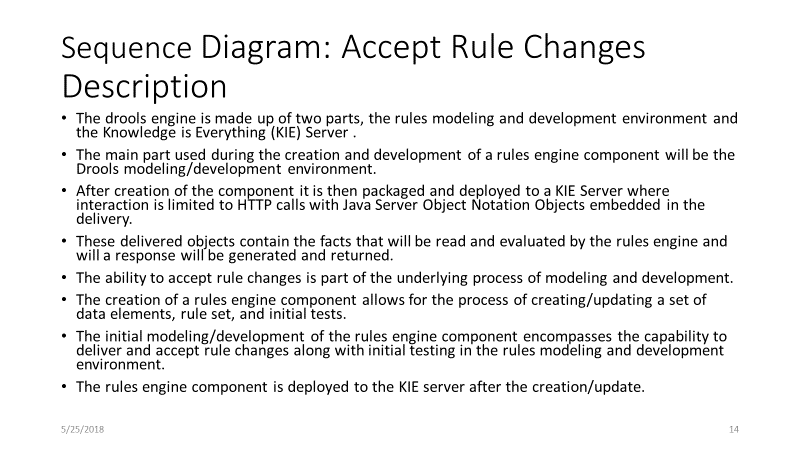 Sequence Diagram: Accept Rule Changes
Description
• The drools engine is made up of two parts, the rules modeling and development environment and
the Knowledge is Everything (KIE) Server .
• The main part used during the creation and development of a rules engine component will be the
Drools modeling/development environment.
• After creation of the component it is then packaged and deployed to a KIE Server where
interaction is limited to HTTP calls with Java Server Object Notation Objects embedded in the
delivery.
• These delivered objects contain the facts that will be read and evaluated by the rules engine and
will a response will be generated and returned.
• The ability to accept rule changes is part of the underlying process of modeling and development.
• The creation of a rules engine component allows for the process of creating/updating a set of
data elements, rule set, and initial tests.
• The initial modeling/development of the rules engine component encompasses the capability to
deliver and accept rule changes along with initial testing in the rules modeling and development
environment.
• The rules engine component is deployed to the KIE server after the creation/update.
5/25/2018
14